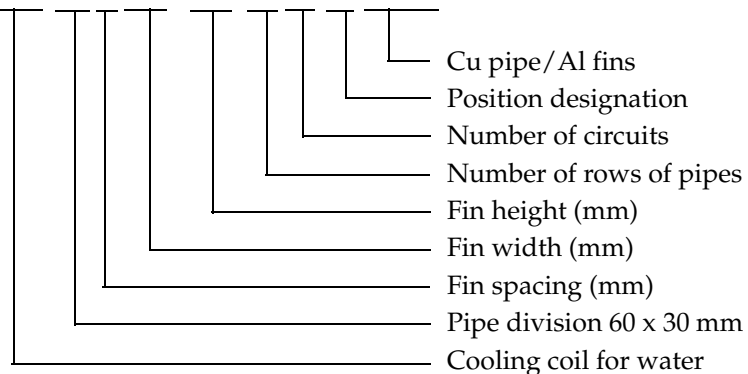 Cu pipe/Al fins
Position designation
Number of circuits
Number of rows of pipes
Fin height (mm)
Fin width (mm)
Fin spacing (mm)
Pipe division 60 x 30 mm
Cooling coil for water